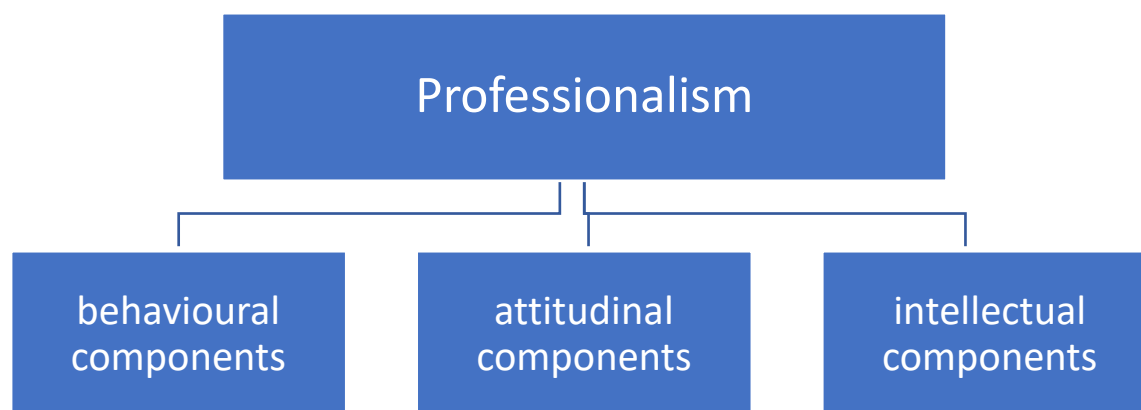 Professionalism
behavioural
components
attitudinal
components
intellectual
components